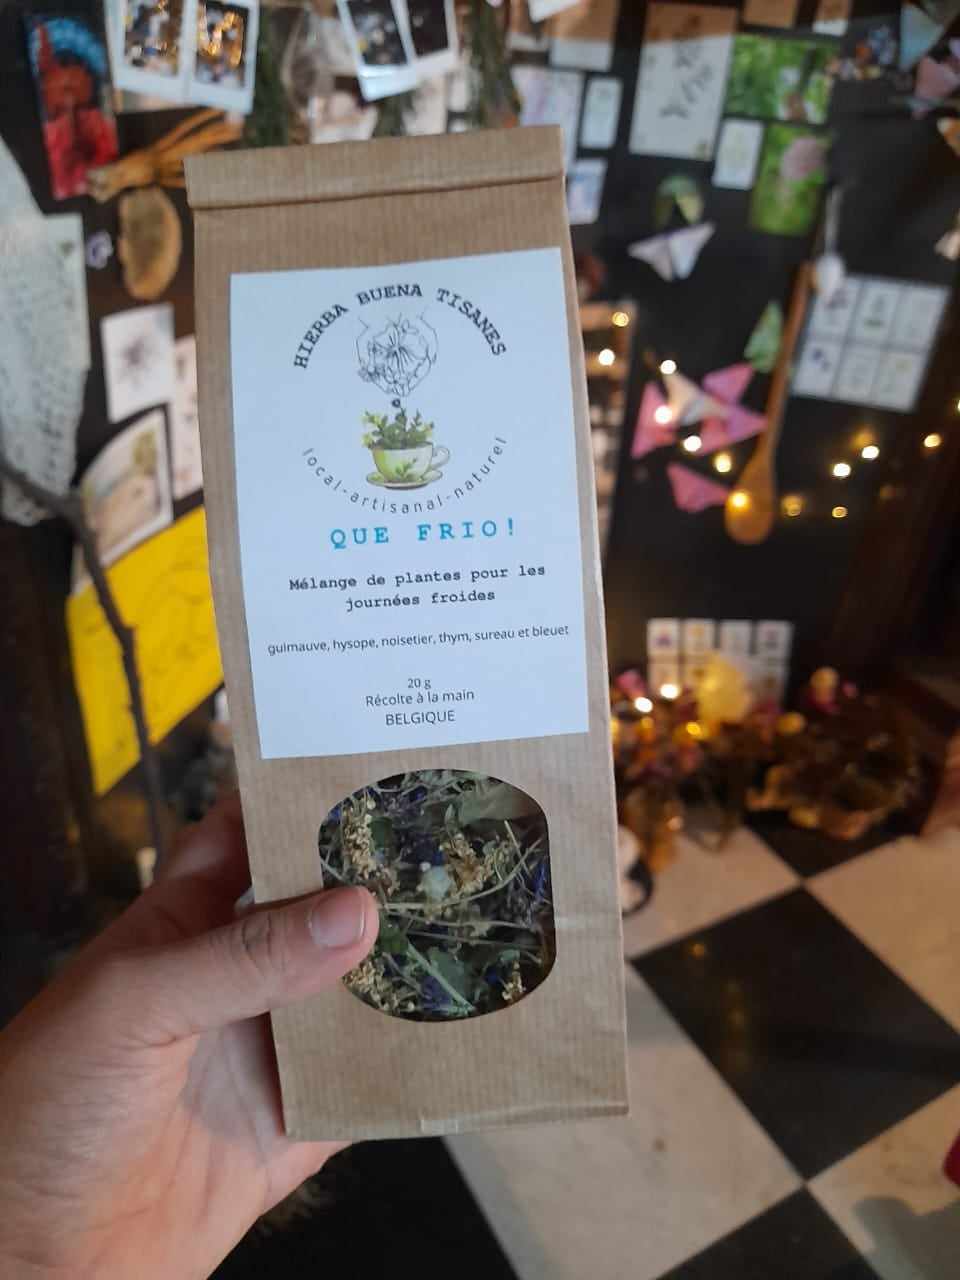 HIERBA BUENA TISANES
local-artisanal-naturel
QUE FRIO!
Mélange de plantes pour les
journées froides
guimauve, hysope, noisetier, thym, sureau et bleuet
20 g
Récolte à la main
BELGIQUE